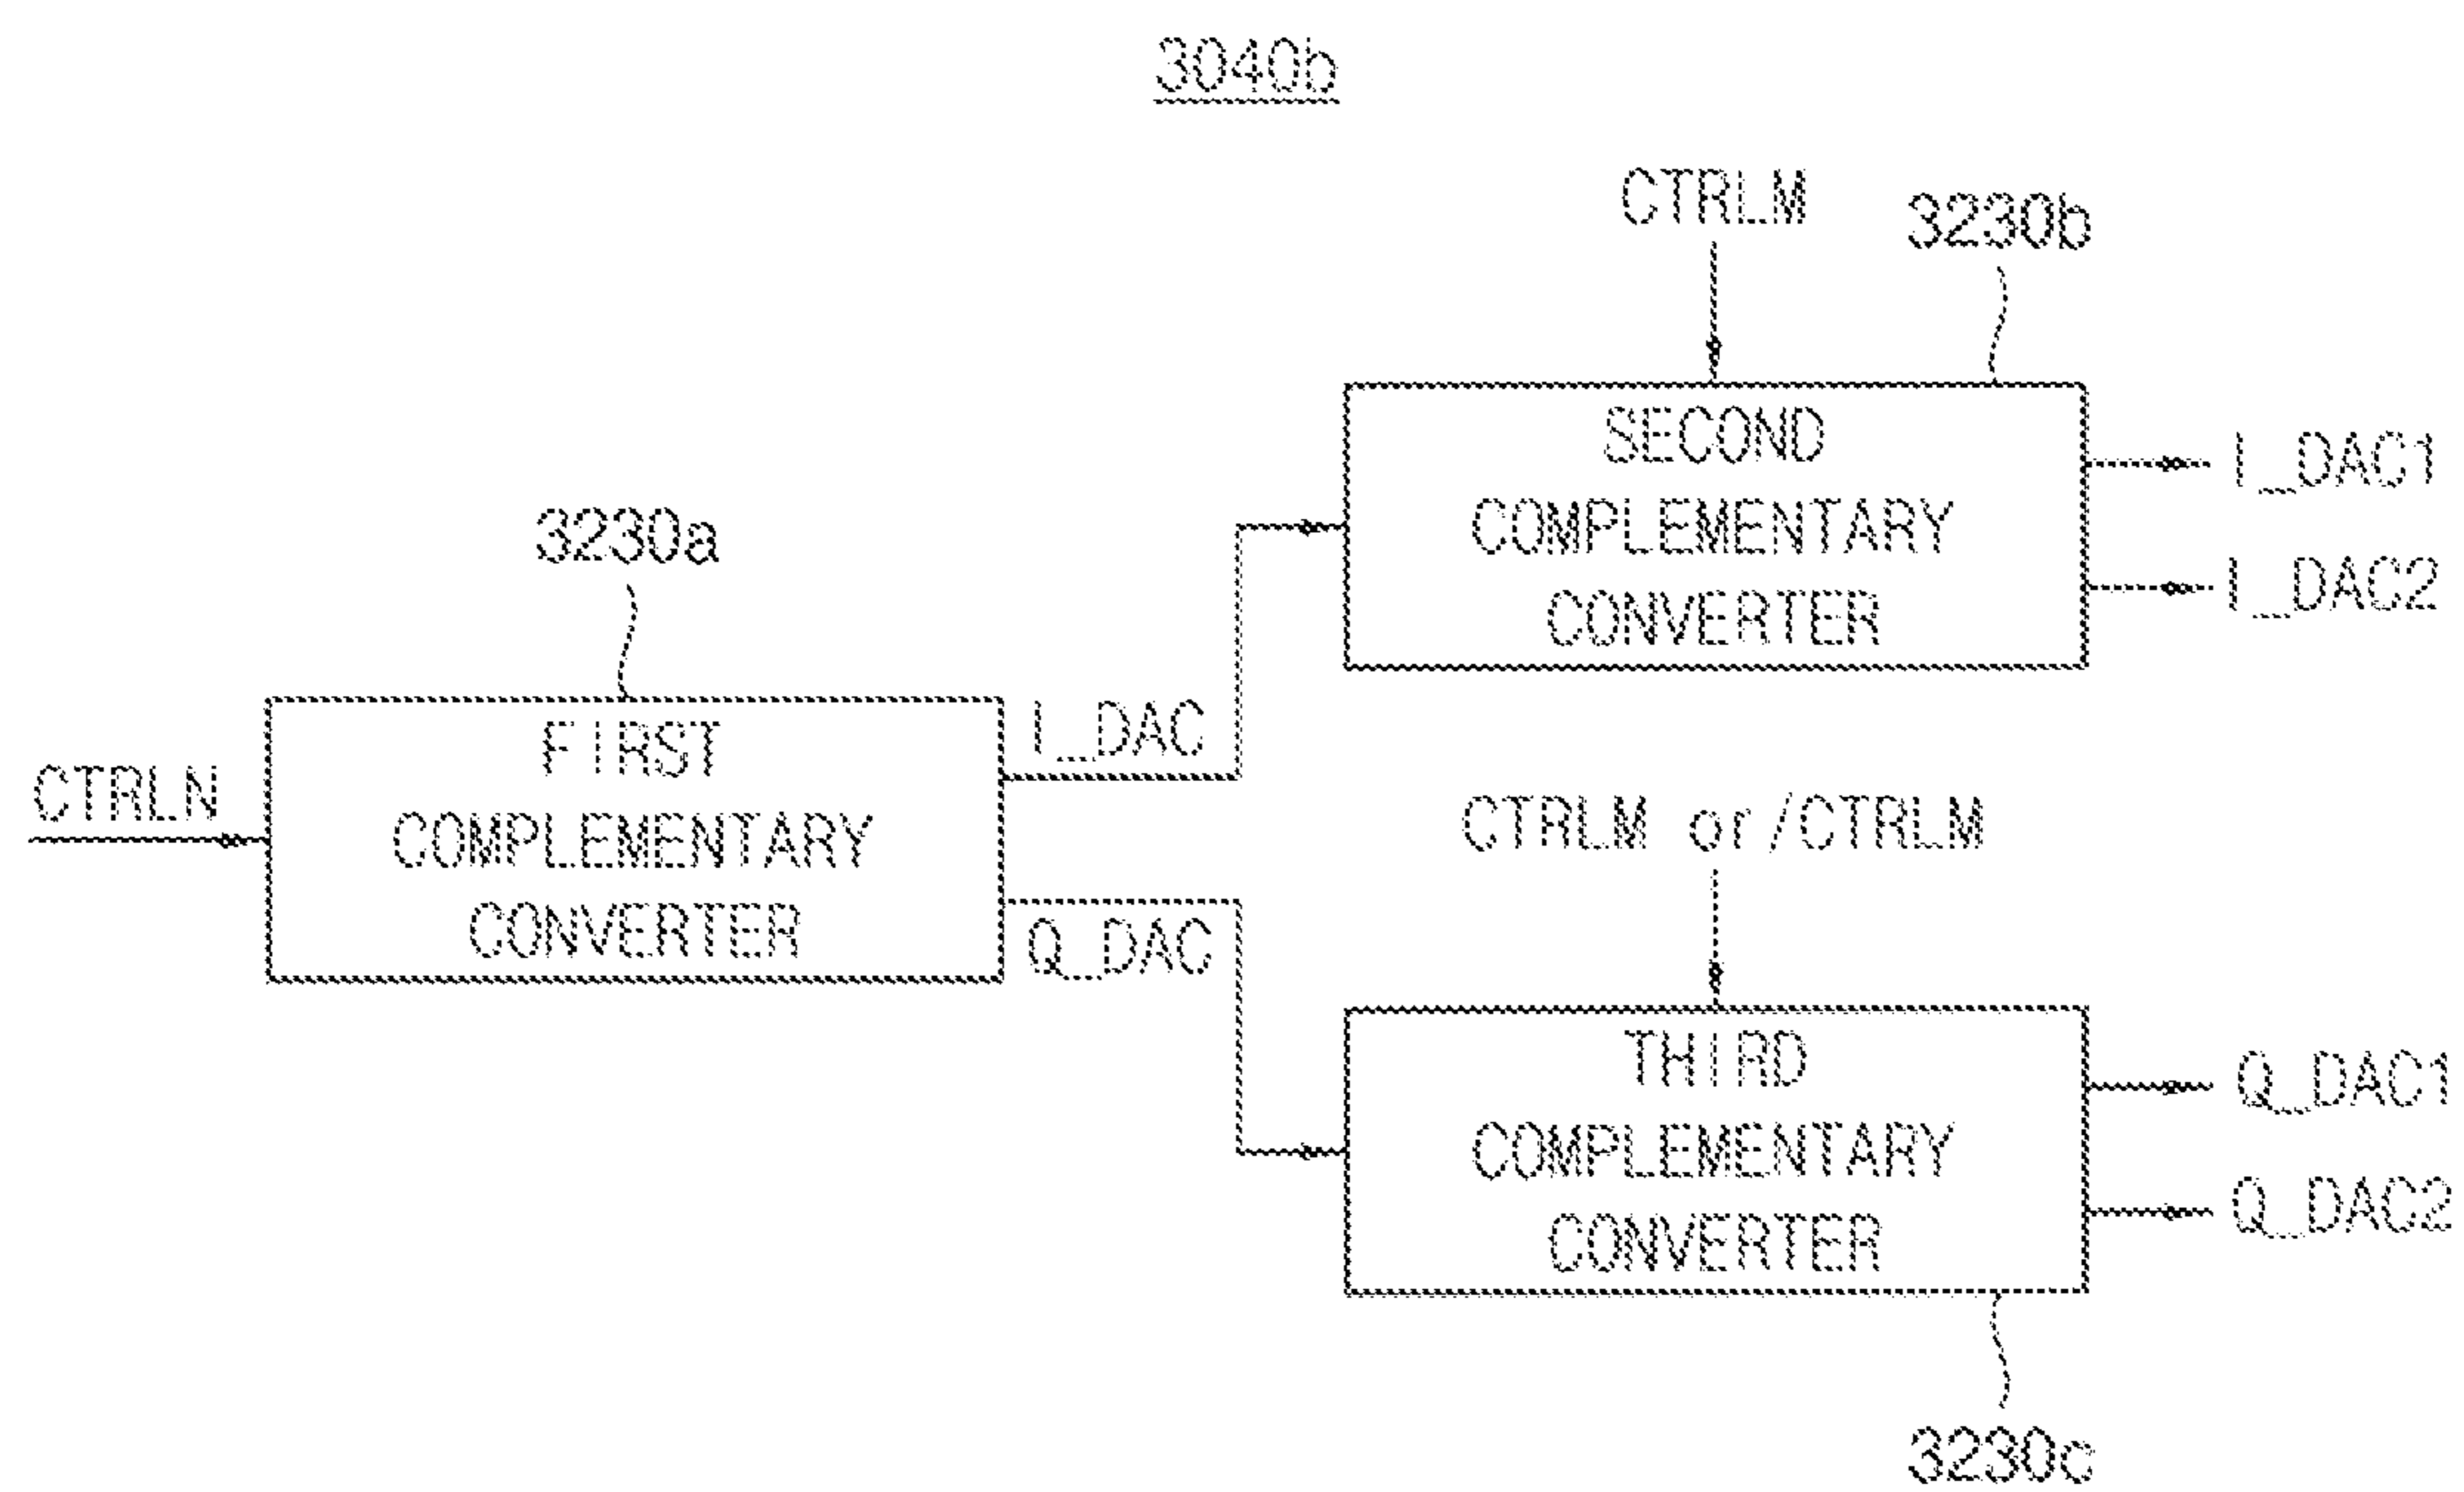 3040b
CTRLM
3230b
SECOND
COMPLEMENTARY
CONVERTER
I_DAC1
I_DAC2
3230a
FIRST
COMPLEMENTARY
CONVERTER
CTRLN
I_DAC
Q_DAC
CTRLM or /CTRLM
THIRD
COMPLEMENTARY
CONVERTER
Q_DAC1
Q_DAC2
3230c